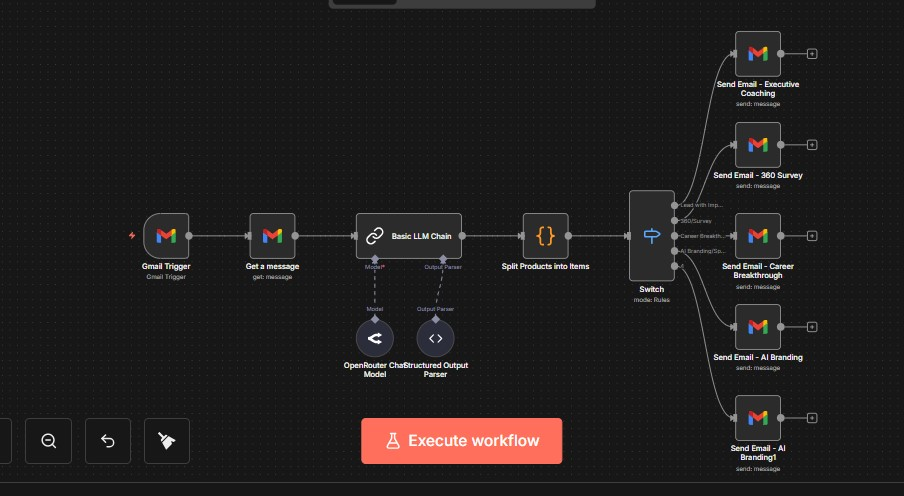 Send Email - Executive
Coaching
send: message
Send Email - 360 Survey
send: message
Gmail Trigger
Gmail Trigger
Get a message
get: message
Basic LLM Chain
Model*
Output Parser
Model
Output Parser
OpenRouter Chat
Model
Structured Output
Parser
Split Products into Items
Switch
mode: Rules
Lead with Imp...
360/Survey
Career Breakth...
AI Branding/Sp...
4
Send Email - Career
Breakthrough
send: message
Send Email - AI Branding
send: message
Send Email - AI
Branding1
send: message
Execute workflow